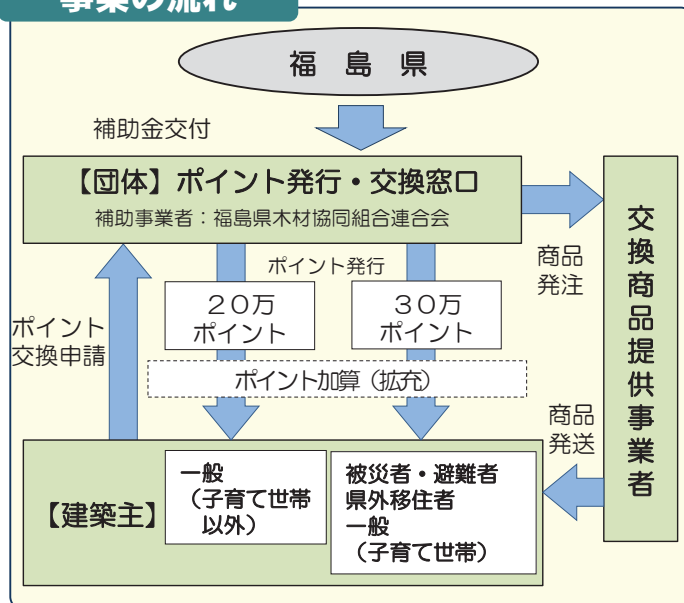 事業の流れ
福島県
補助金交付
【団体】ポイント発行・交換窓口
補助事業者：福島県木材協同組合連合会
ポイント発行
商品
発注
２０万
ポイント
３０万
ポイント
ポイント
交換申請
ポイント加算（拡充）
交換商品提供事業者
商品
発送
【建築主】
一般
（子育て世帯
以外）
被災者・避難者
県外移住者
一般
（子育て世帯）